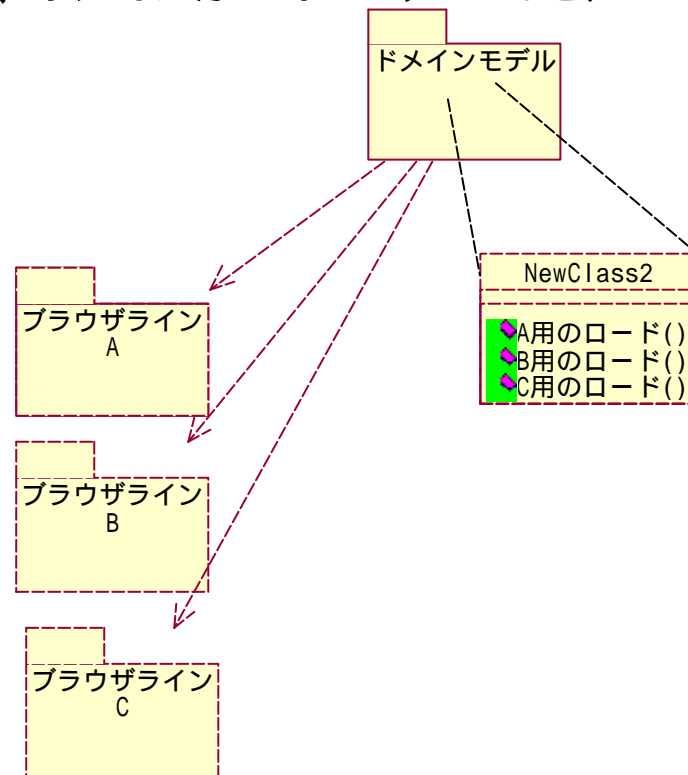 ドメインモデル
NewClass2
A用のロード()
B用のロード()
C用のロード()
ブラウザライン
A
ブラウザライン
B
ブラウザライン
C